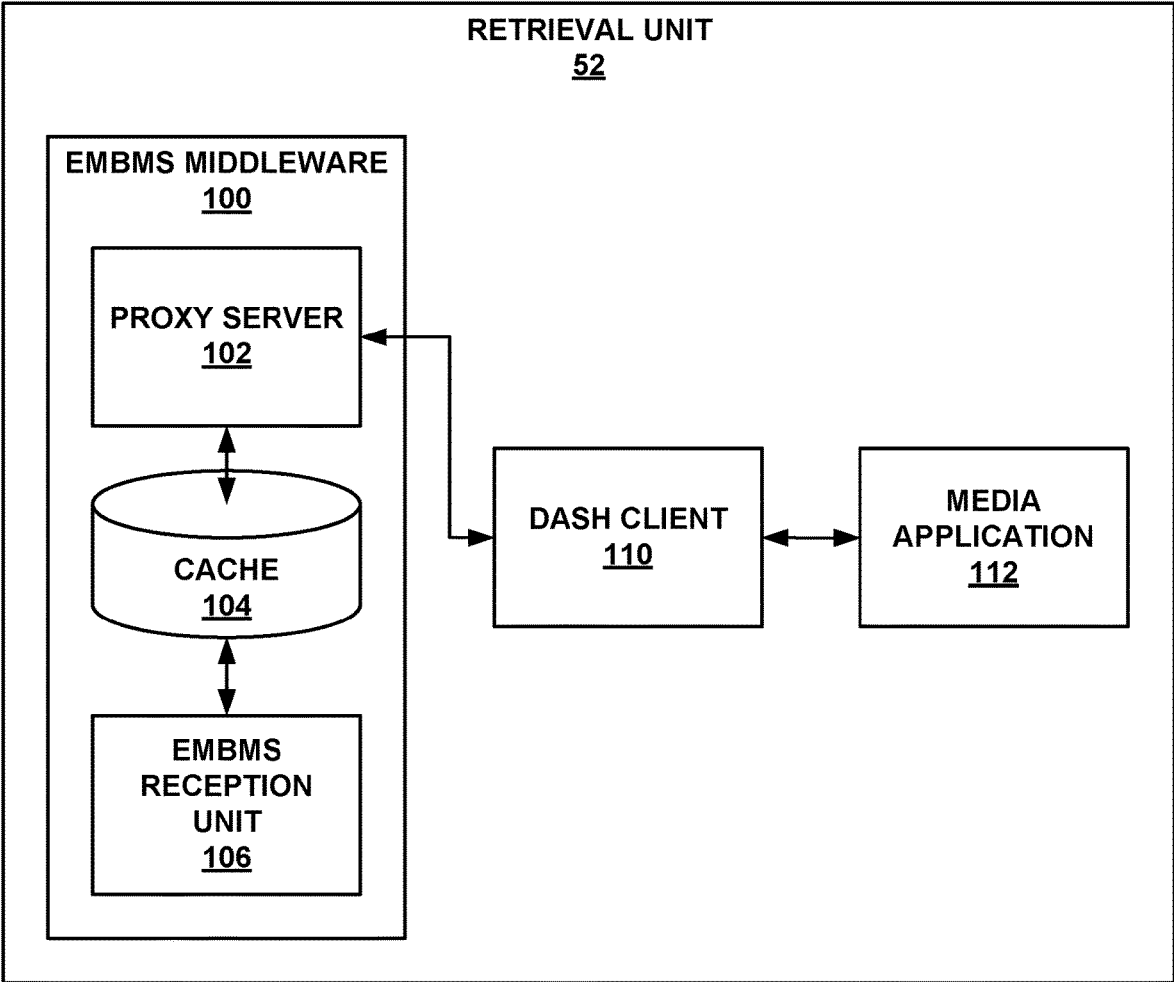 RETRIEVAL UNIT
52
EMBMS MIDDLEWARE
100
PROXY SERVER
102
CACHE
104
EMBMS
RECEPTION
UNIT
106
DASH CLIENT
110
MEDIA
APPLICATION
112